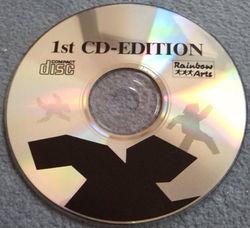 1st CD-EDITION
COMPACT
disc
Rainbow
Arts